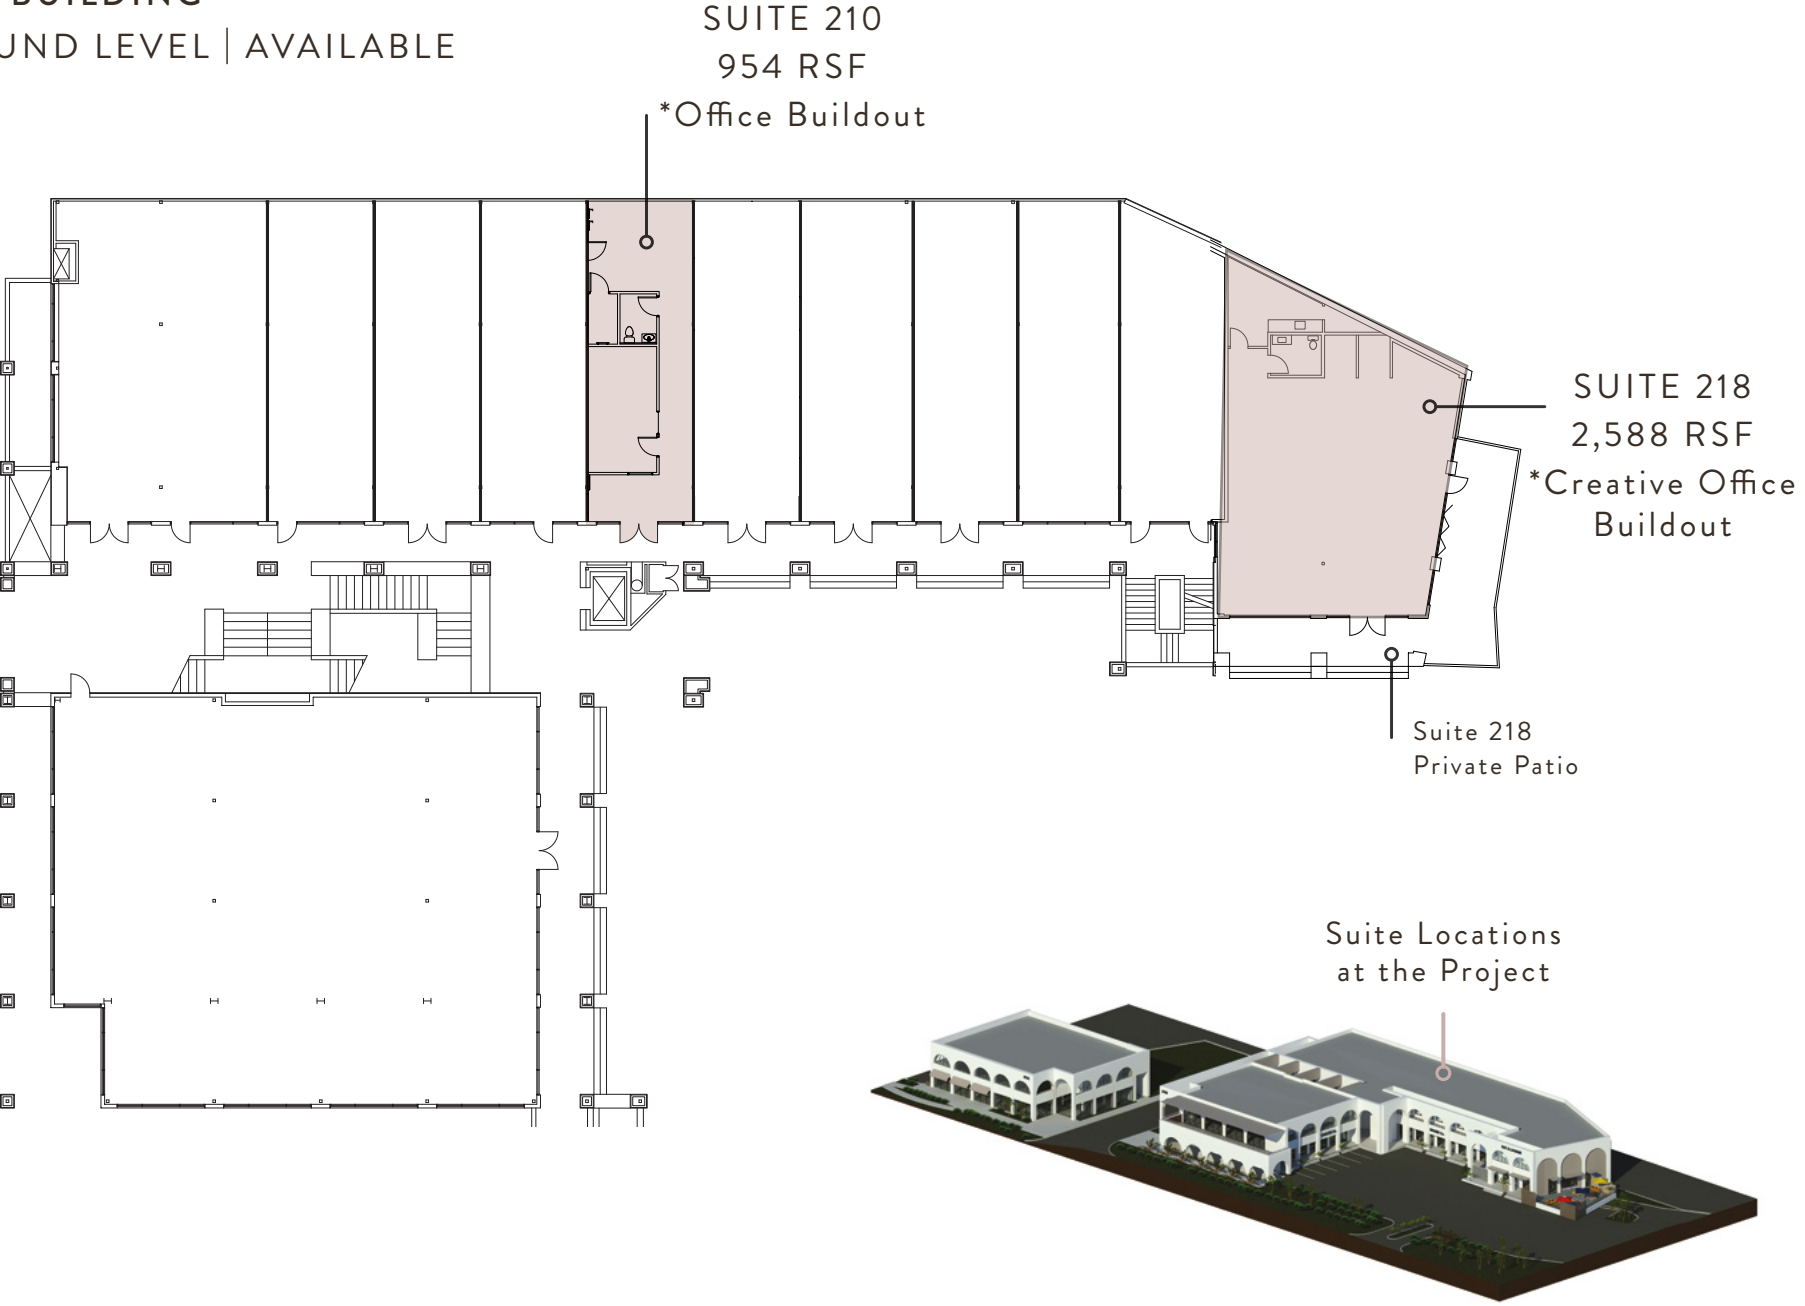 BUILDING
UND LEVEL | AVAILABLE
SUITE 210
954 RSF
*Office Buildout
SUITE 218
2,588 RSF
*Creative Office
Buildout
Suite 218
Private Patio
Suite Locations
at the Project